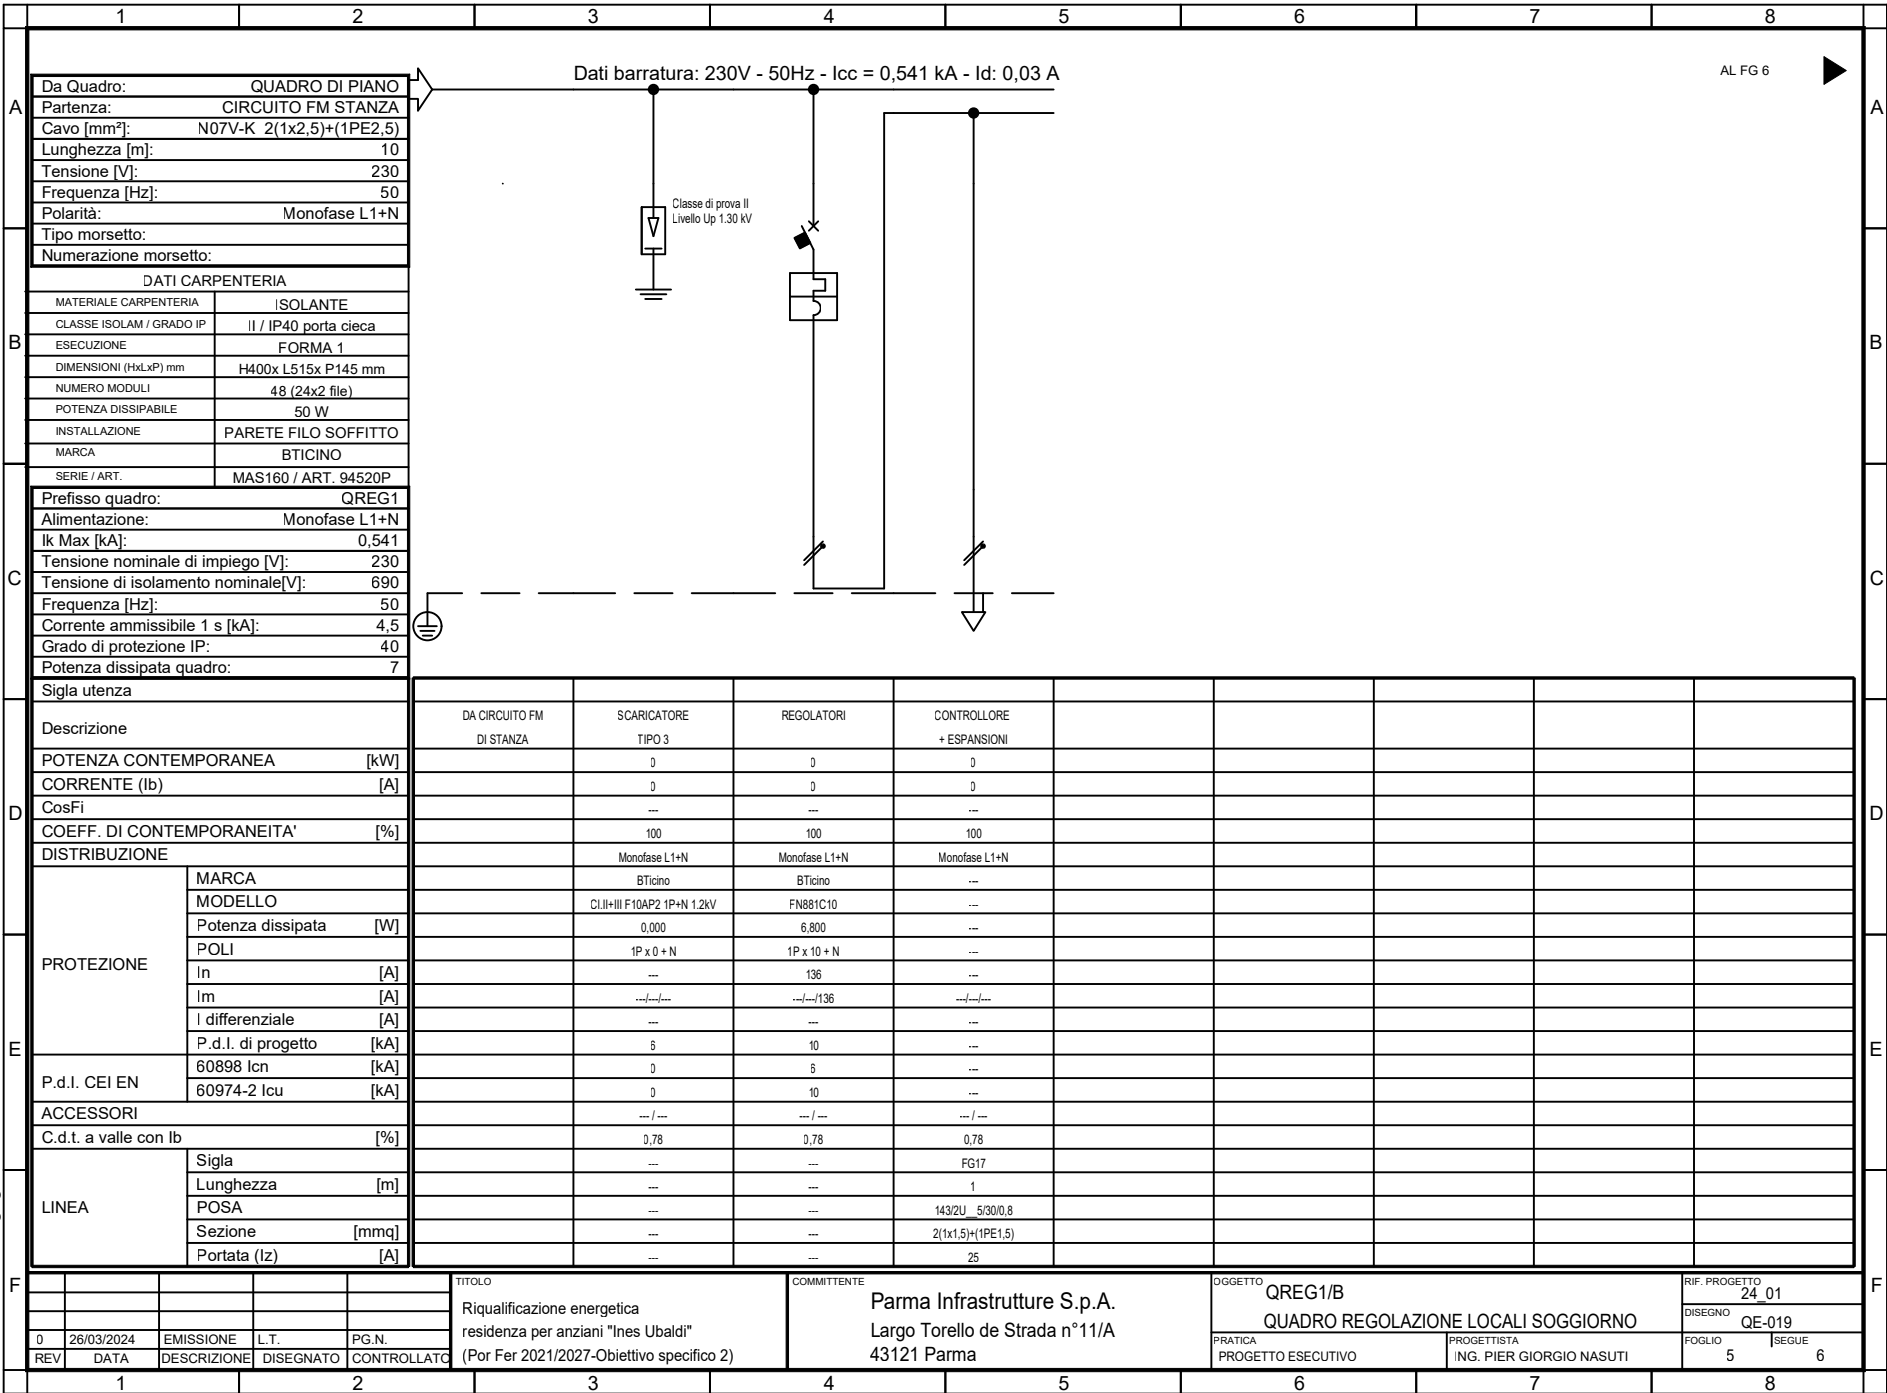 1 2 3 4 5 6 7 8
A A
B B
C C
D D
E E
F F
Dati barratura: 230V - 50Hz - Icc = 0,541 kA - Id: 0,03 A
AL FG 6
Da Quadro: QUADRO DI PIANO
Partenza: CIRCUITO FM STANZA
Cavo [mm²]: N07V-K 2(1x2,5)+(1PE2,5)
Lunghezza [m]: 10
Tensione [V]: 230
Frequenza [Hz]: 50
Polarità: Monofase L1+N
Tipo morsetto:
Numerazione morsetto:
Classe di prova II
Livello Up 1.30 kV
DATI CARPENTERIA
MATERIALE CARPENTERIA ISOLANTE
CLASSE ISOLAM / GRADO IP II / IP40 porta cieca
ESECUZIONE FORMA 1
DIMENSIONI (HxLxP) mm H400x L515x P145 mm
NUMERO MODULI 48 (24x2 file)
POTENZA DISSIPABILE 50 W
INSTALLAZIONE PARETE FILO SOFFITTO
MARCA BTICINO
SERIE / ART. MAS160 / ART. 94520P
Prefisso quadro: QREG1
Alimentazione: Monofase L1+N
Ik Max [kA]: 0,541
Tensione nominale di impiego [V]: 230
Tensione di isolamento nominale[V]: 690
Frequenza [Hz]: 50
Corrente ammissibile 1 s [kA]: 4,5
Grado di protezione IP: 40
Potenza dissipata quadro: 7
Sigla utenza
Descrizione
DA CIRCUITO FM SCARICATORE REGOLATORI CONTROLLORE
DI STANZA TIPO 3 + ESPANSIONI
POTENZA CONTEMPORANEA [kW] 0 0 0
CORRENTE (Ib) [A] 0 0 0
CosFi --- --- ---
COEFF. DI CONTEMPORANEITA' [%] 100 100 100
DISTRIBUZIONE Monofase L1+N Monofase L1+N Monofase L1+N
PROTEZIONE
MARCA BTicino BTicino ---
MODELLO Cl.II+III F10AP2 1P+N 1.2kV FN881C10 ---
Potenza dissipata [W] 0,000 6,800 ---
POLI 1P x 0 + N 1P x 10 + N ---
In [A] --- 136 ---
Im [A] ---/---/--- ---/---/136 ---/---/---
I differenziale [A] --- --- ---
P.d.I. di progetto [kA] 6 10 ---
P.d.I. CEI EN
60898 Icn [kA] 0 6 ---
60974-2 Icu [kA] 0 10 ---
ACCESSORI --- / --- --- / --- --- / ---
C.d.t. a valle con Ib [%] 0,78 0,78 0,78
LINEA
Sigla --- --- FG17
Lunghezza [m] --- --- 1
POSA --- --- 143/2U__5/30/0,8
Sezione [mmq] --- --- 2(1x1,5)+(1PE1,5)
Portata (Iz) [A] --- --- 25
0 26/03/2024 EMISSIONE L.T. PG.N.
REV DATA DESCRIZIONE DISEGNATO CONTROLLATO
TITOLO
Riqualificazione energetica
residenza per anziani "Ines Ubaldi"
(Por Fer 2021/2027-Obiettivo specifico 2)
COMMITTENTE
Parma Infrastrutture S.p.A.
Largo Torello de Strada n°11/A
43121 Parma
OGGETTO
QREG1/B
QUADRO REGOLAZIONE LOCALI SOGGIORNO
PRATICA
PROGETTO ESECUTIVO
PROGETTISTA
ING. PIER GIORGIO NASUTI
RIF. PROGETTO
24_01
DISEGNO
QE-019
FOGLIO SEGUE
5 6
1 2 3 4 5 6 7 8